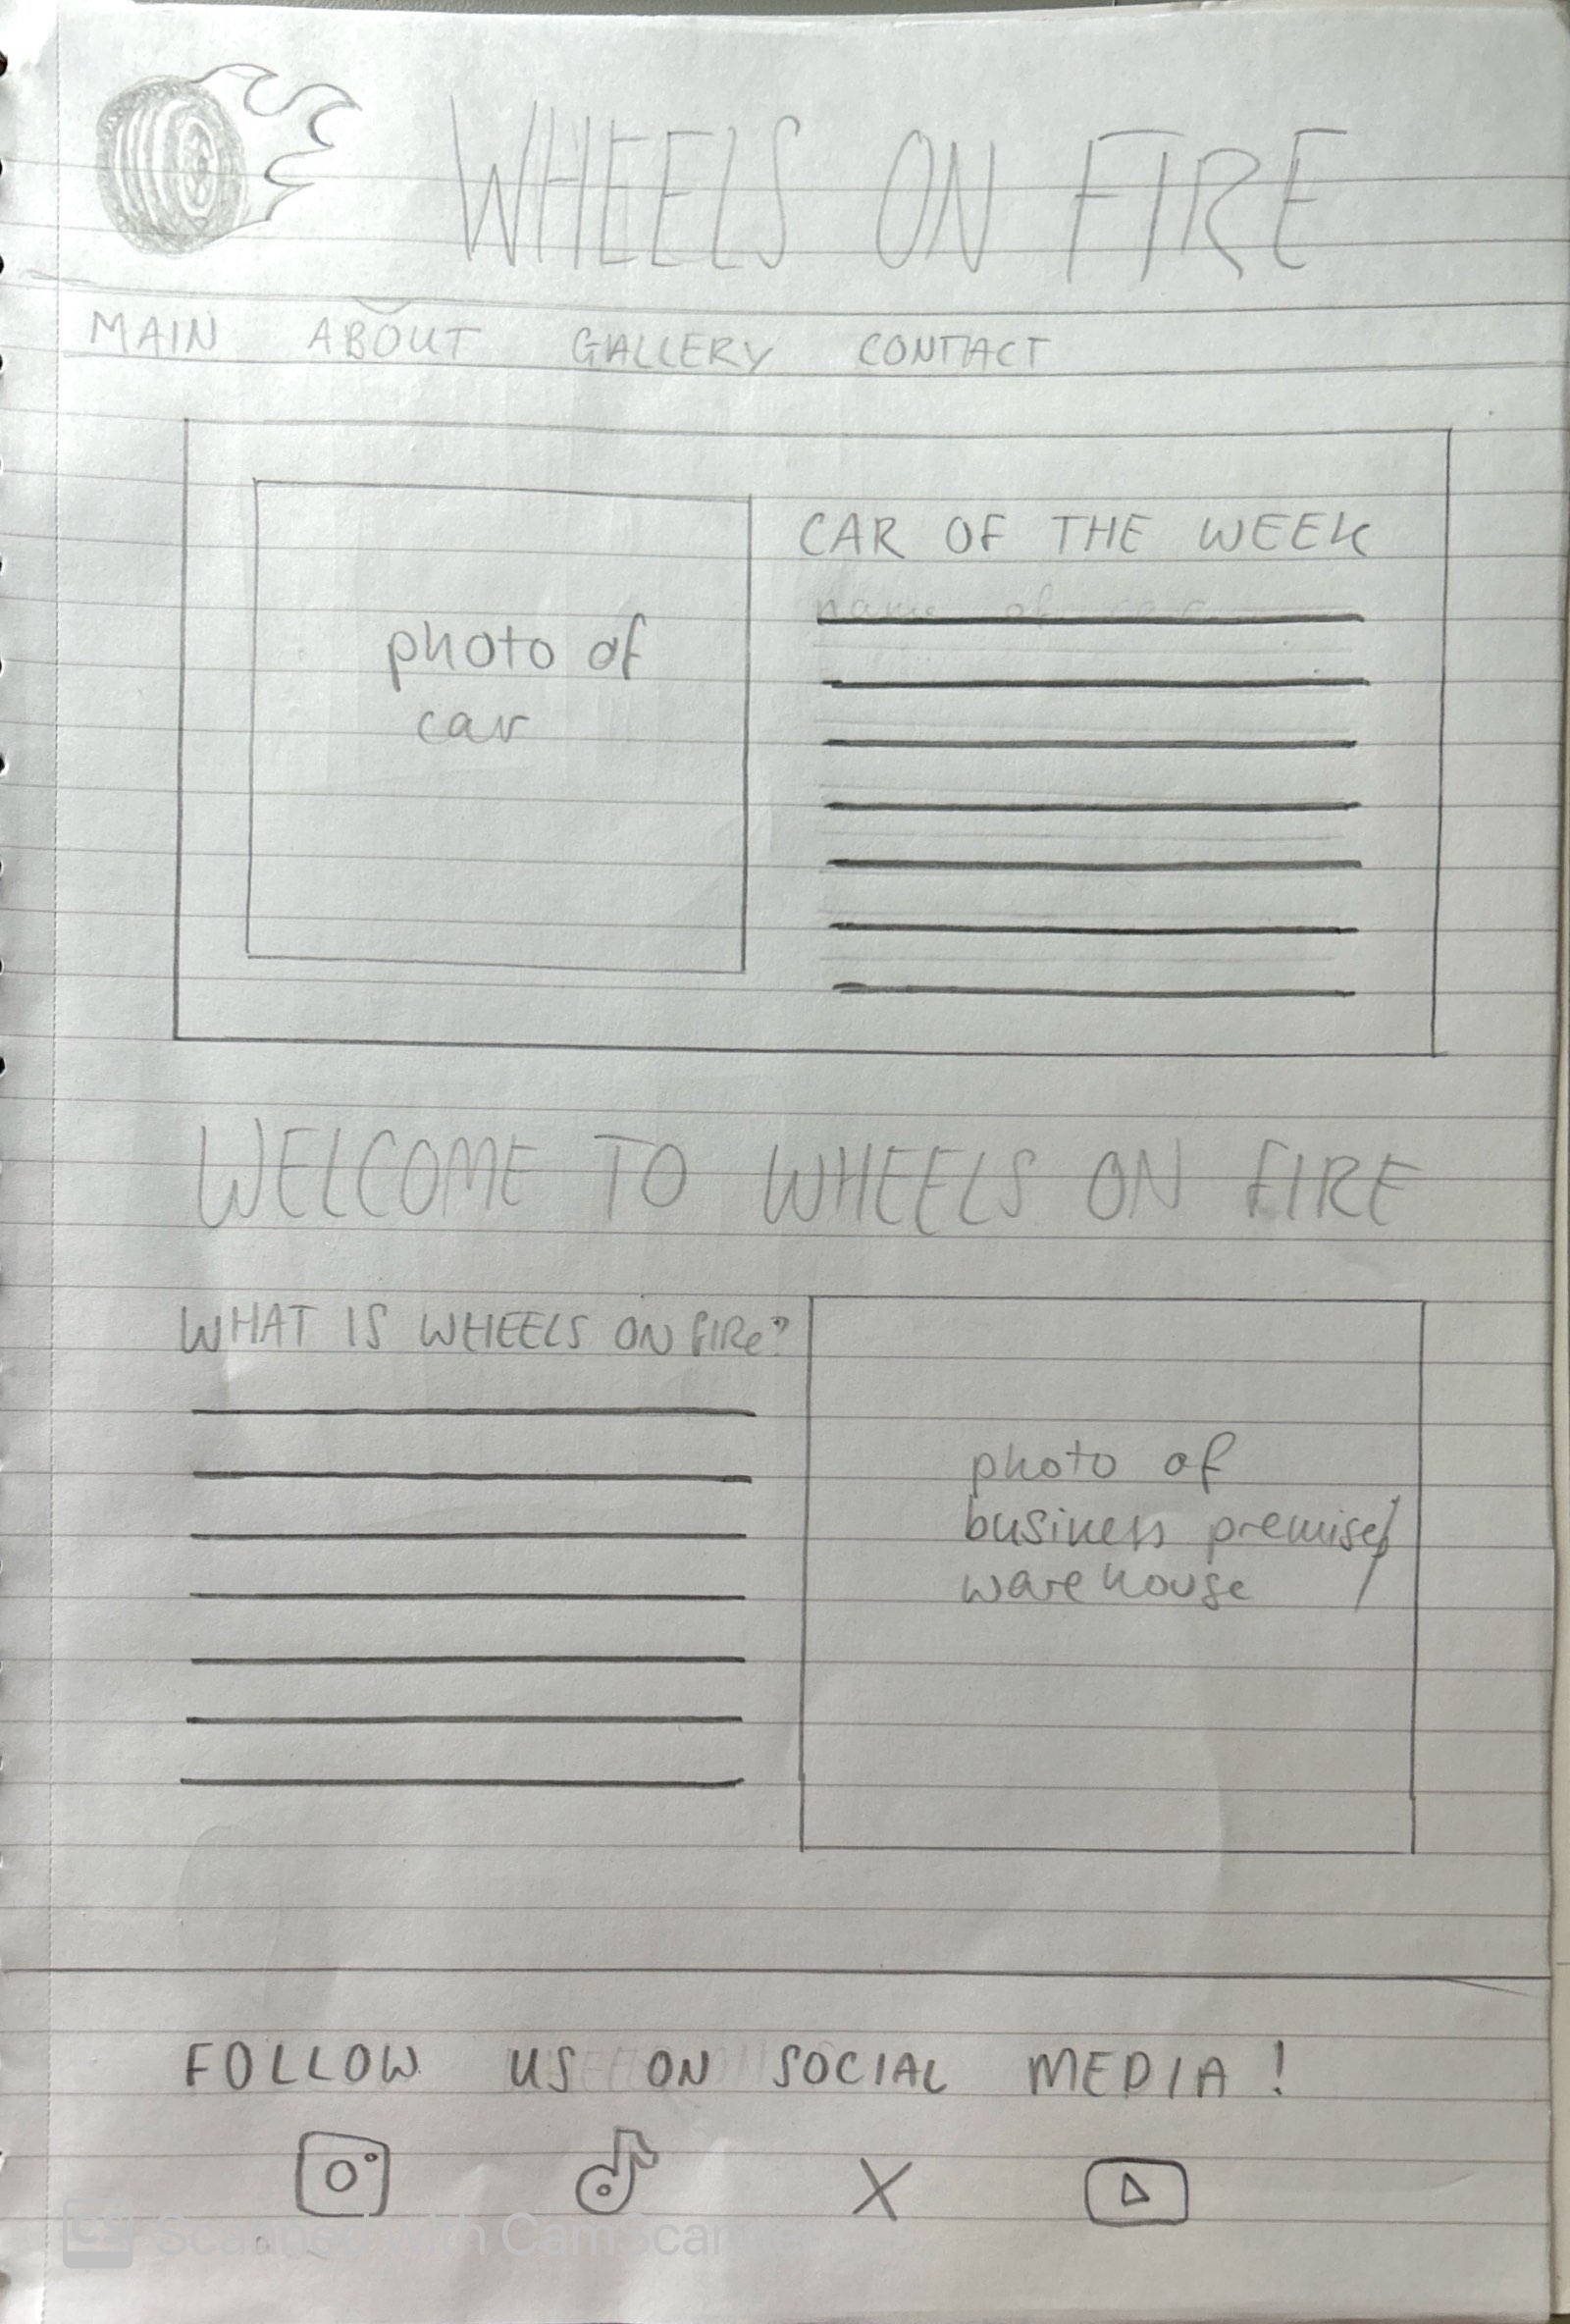 WHEELS ON FIRE
MAIN ABOUT GALLERY CONTACT
photo of
car
CAR OF THE WEEK
name of car
WELCOME TO WHEELS ON FIRE
WHAT IS WHEELS ON FIRe?
photo of
business premises/
warehouse /
FOLLOW US ON SOCIAL MEDIA!
X
CS Scanned with CamScanner